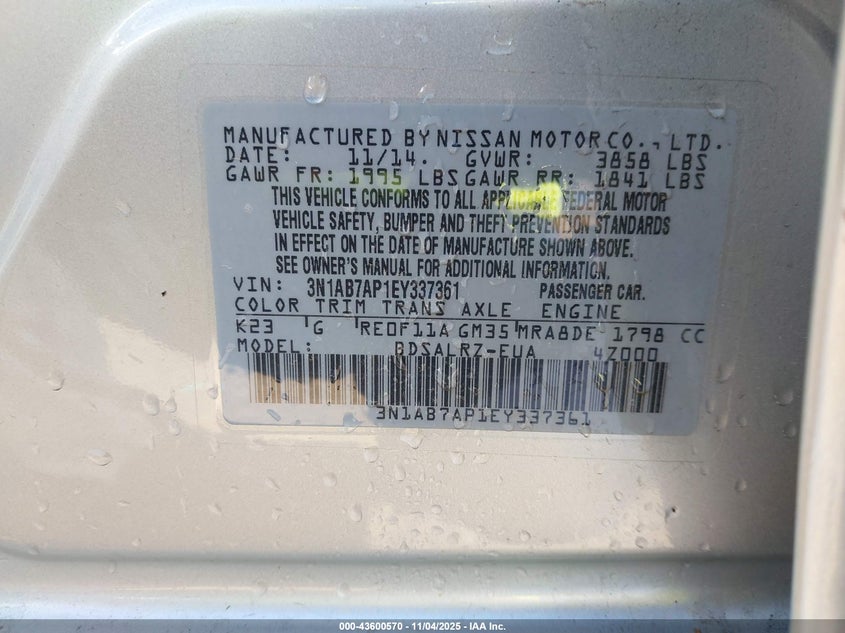 MANUFACTURED BY NISSAN MOTOR CO., LTD.
DATE: 11/14. GVWR: 3858 LBS
GAWR FR: 1995 LBS GAWR RR: 1841 LBS
THIS VEHICLE CONFORMS TO ALL APPLICABLE FEDERAL MOTOR
VEHICLE SAFETY, BUMPER AND THEFT PREVENTION STANDARDS
IN EFFECT ON THE DATE OF MANUFACTURE SHOWN ABOVE.
SEE OWNER'S MANUAL FOR ADDITIONAL INFORMATION.
VIN: 3N1AB7AP1EY337361 PASSENGER CAR.
COLOR TRIM TRANS AXLE ENGINE
K23 G RE0F11A GM35 MRA8DE 1798 CC
MODEL: BDSALRZ-EUA 4Z000
3N1AB7AP1EY337361
000-43600570 - 11/04/2025 - IAA Inc.